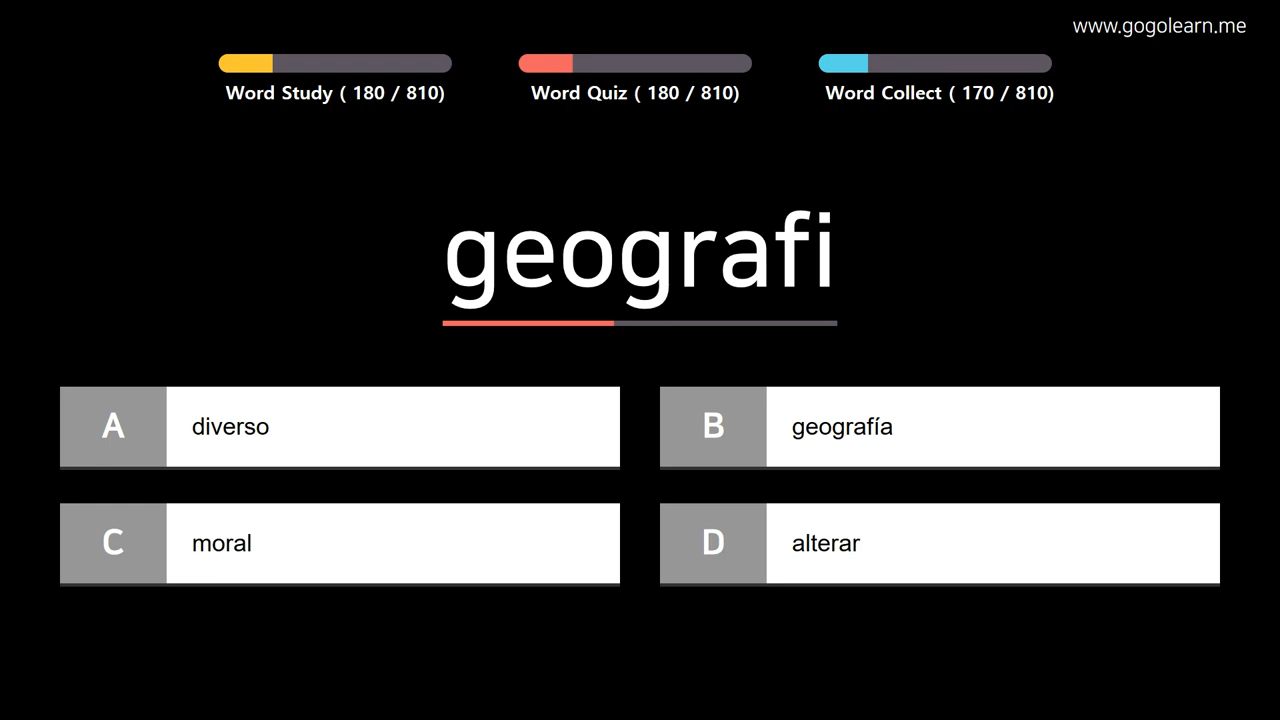 www.gogolearn.me
Word Study ( 180 / 810)
Word Quiz ( 180 / 810)
Word Collect ( 170 / 810)
geografi
A
diverso
B
geografía
C
moral
D
alterar